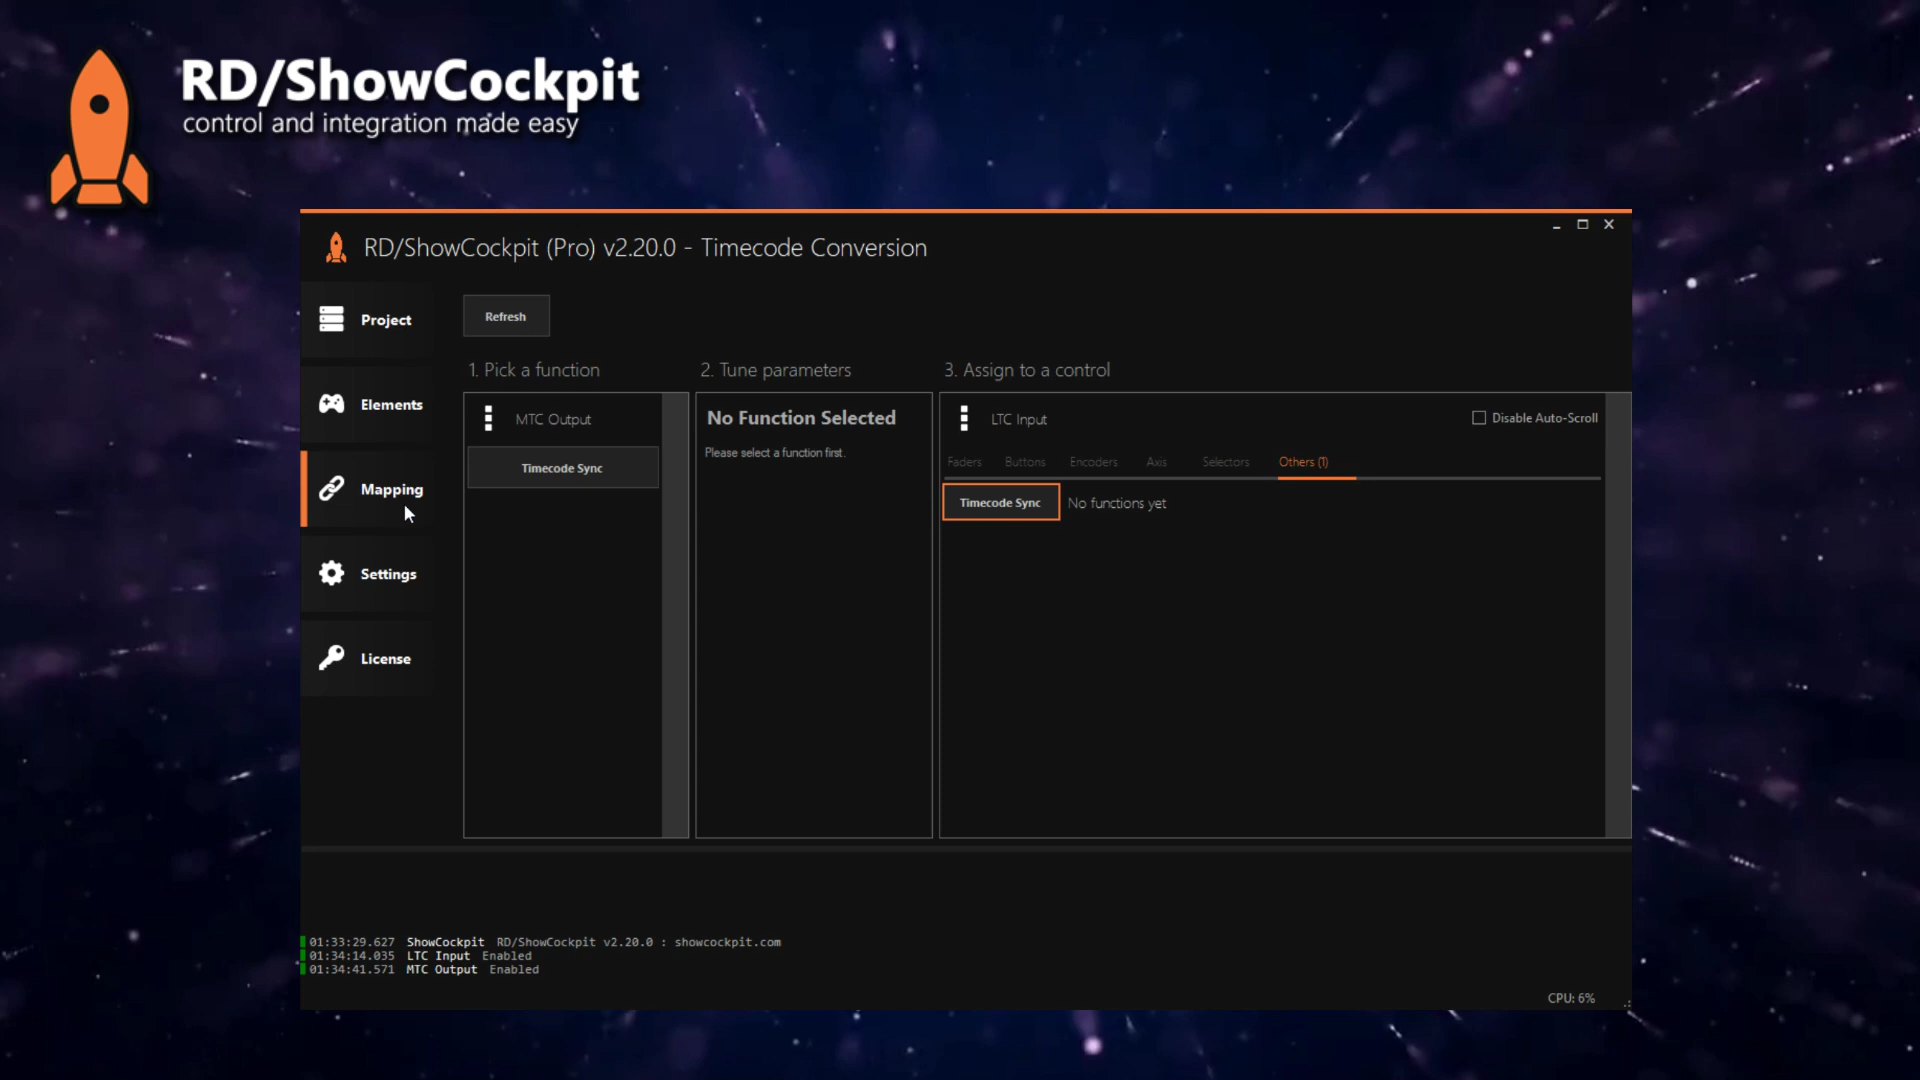 RD/ShowCockpit
control and integration made easy
RD/ShowCockpit (Pro) v2.20.0 - Timecode Conversion
Project
Elements
Mapping
Settings
License
Refresh
1. Pick a function
MTC Output
Timecode Sync
2. Tune parameters
No Function Selected
Please select a function first.
3. Assign to a control
LTC Input
Disable Auto-Scroll
Faders Buttons Encoders Axis Selectors Others (1)
Timecode Sync No functions yet
01:33:29.627 ShowCockpit RD/ShowCockpit v2.20.0 : showcockpit.com
01:34:14.035 LTC Input Enabled
01:34:41.571 MTC Output Enabled
CPU: 6%